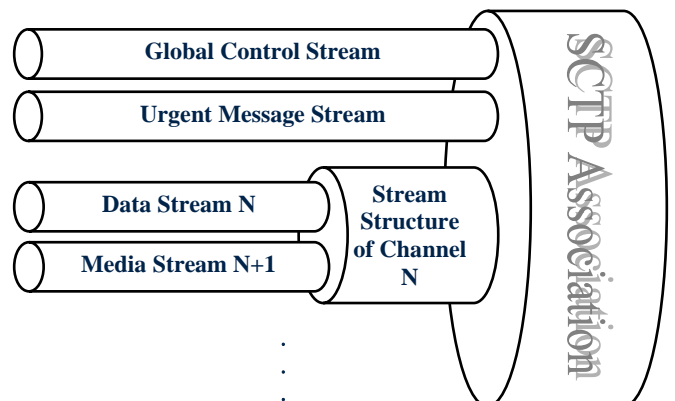 Global Control Stream
Urgent Message Stream
Data Stream N
Media Stream N+1
Stream
Structure
of Channel
N
.
.
.
SCTP Association